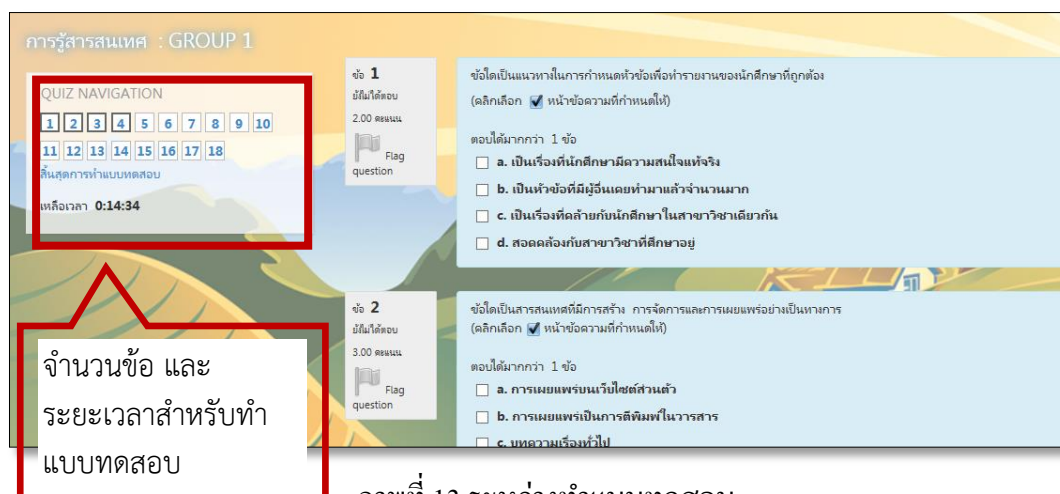 การรู้สารสนเทศ : GROUP 1
QUIZ NAVIGATION
1 2 3 4 5 6 7 8 9 10
11 12 13 14 15 16 17 18
สิ้นสุดการทำแบบทดสอบ
เหลือเวลา 0:14:34
ข้อ 1
ยังไม่ได้ตอบ
2.00 คะแนน
Flag
question
ข้อใดเป็นแนวทางในการกำหนดหัวข้อเพื่อทำรายงานของนักศึกษาที่ถูกต้อง
(คลิกเลือก หน้าข้อความที่กำหนดให้)
ตอบได้มากกว่า 1 ข้อ
a. เป็นเรื่องที่นักศึกษามีความสนใจแท้จริง
b. เป็นหัวข้อที่มีผู้อื่นเคยทำมาแล้วจำนวนมาก
c. เป็นเรื่องที่คล้ายกับนักศึกษาในสาขาวิชาเดียวกัน
d. สอดคล้องกับสาขาวิชาที่ศึกษาอยู่
ข้อ 2
ยังไม่ได้ตอบ
3.00 คะแนน
Flag
question
ข้อใดเป็นสารสนเทศที่มีการสร้าง การจัดการและการเผยแพร่อย่างเป็นทางการ
(คลิกเลือก หน้าข้อความที่กำหนดให้)
ตอบได้มากกว่า 1 ข้อ
a. การเผยแพร่บนเว็บไซต์ส่วนตัว
b. การเผยแพร่เป็นการตีพิมพ์ในวารสาร
c. บทความเรื่องทั่วไป
จำนวนข้อ และ
ระยะเวลาสำหรับทำ
แบบทดสอบ